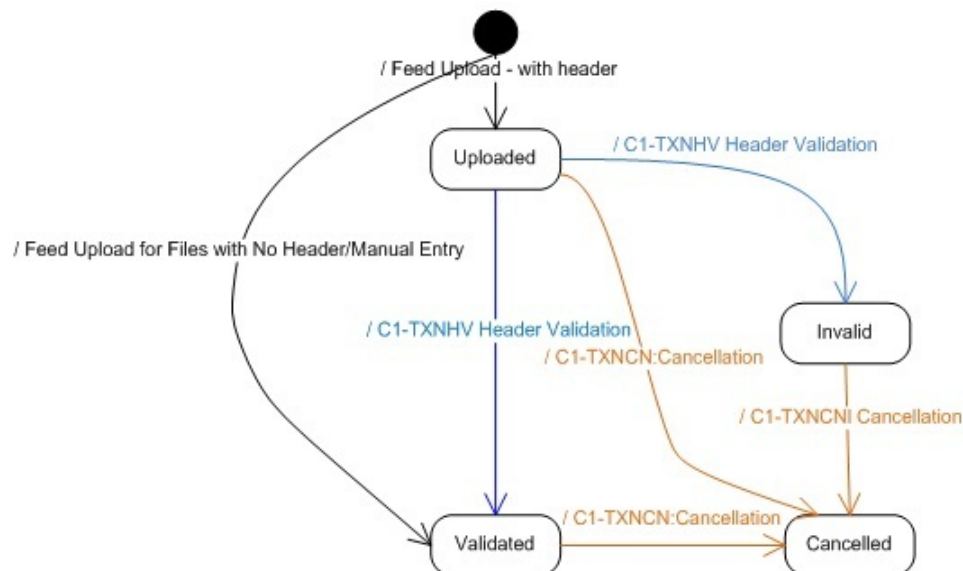 / Feed Upload - with header
Uploaded
/ C1-TXNHV Header Validation
/ Feed Upload for Files with No Header/Manual Entry
/ C1-TXNHV Header Validation
Invalid
/ C1-TXNCN:Cancellation
/ C1-TXNCNI Cancellation
/ C1-TXNCN:Cancellation
Validated
Cancelled